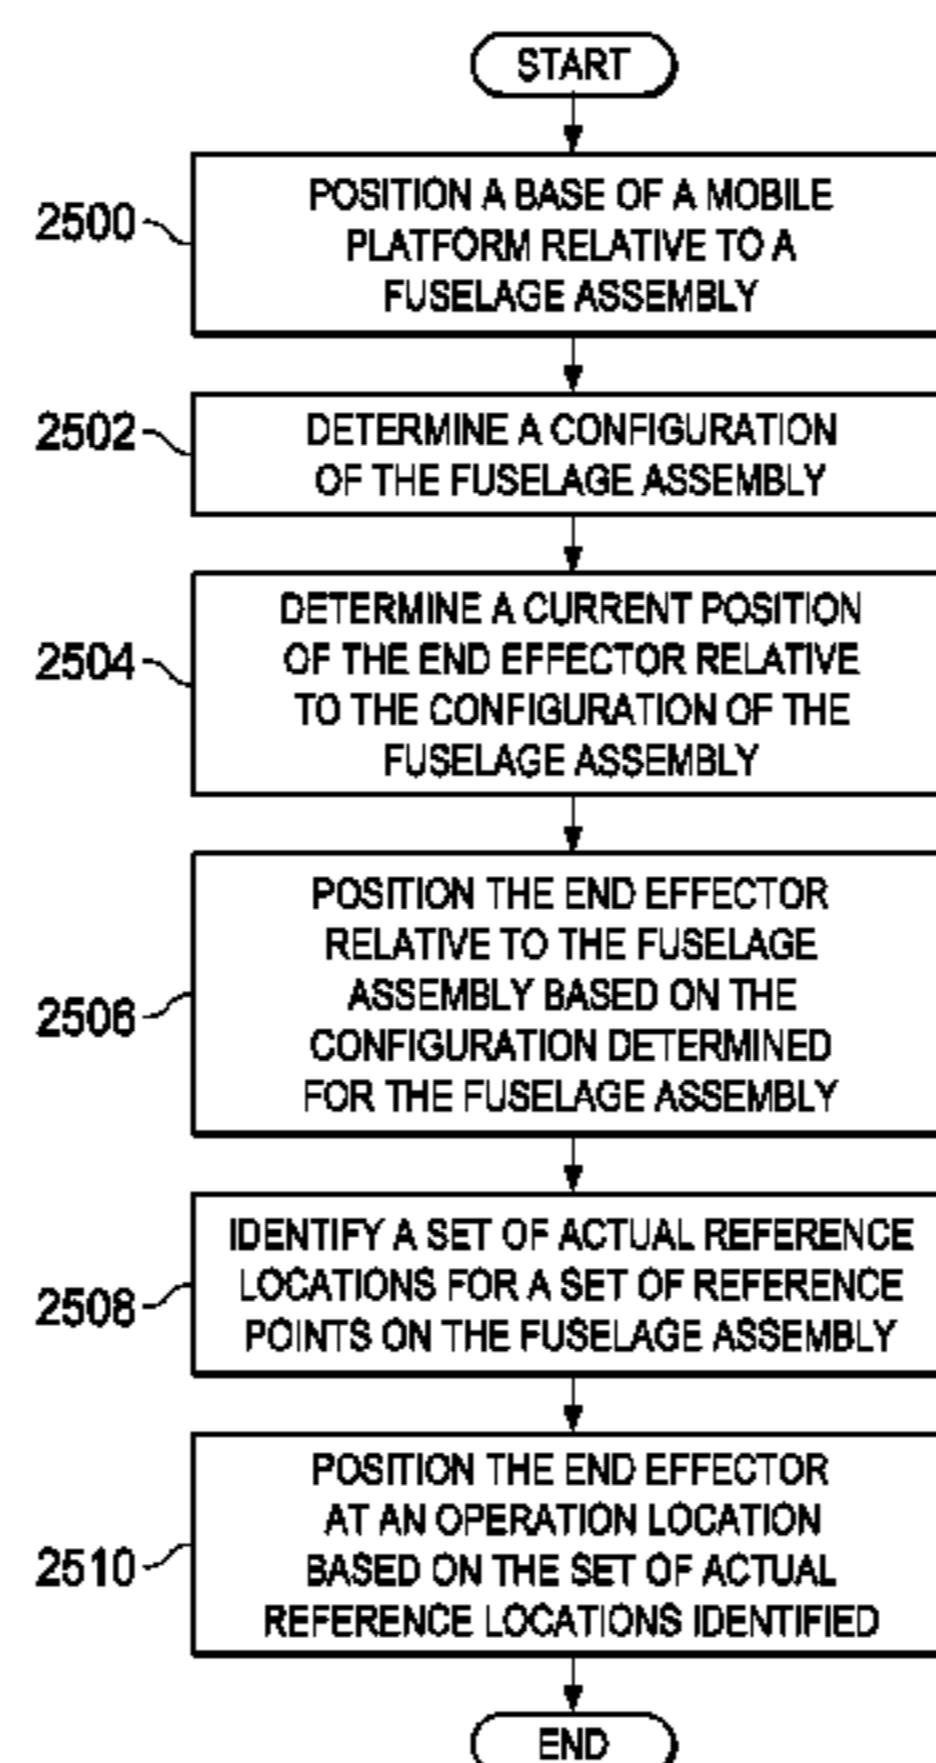 START
2500
POSITION A BASE OF A MOBILE
PLATFORM RELATIVE TO A
FUSELAGE ASSEMBLY
2502
DETERMINE A CONFIGURATION
OF THE FUSELAGE ASSEMBLY
2504
DETERMINE A CURRENT POSITION
OF THE END EFFECTOR RELATIVE
TO THE CONFIGURATION OF THE
FUSELAGE ASSEMBLY
2506
POSITION THE END EFFECTOR
RELATIVE TO THE FUSELAGE
ASSEMBLY BASED ON THE
CONFIGURATION DETERMINED
FOR THE FUSELAGE ASSEMBLY
2508
IDENTIFY A SET OF ACTUAL REFERENCE
LOCATIONS FOR A SET OF REFERENCE
POINTS ON THE FUSELAGE ASSEMBLY
2510
POSITION THE END EFFECTOR
AT AN OPERATION LOCATION
BASED ON THE SET OF ACTUAL
REFERENCE LOCATIONS IDENTIFIED
END